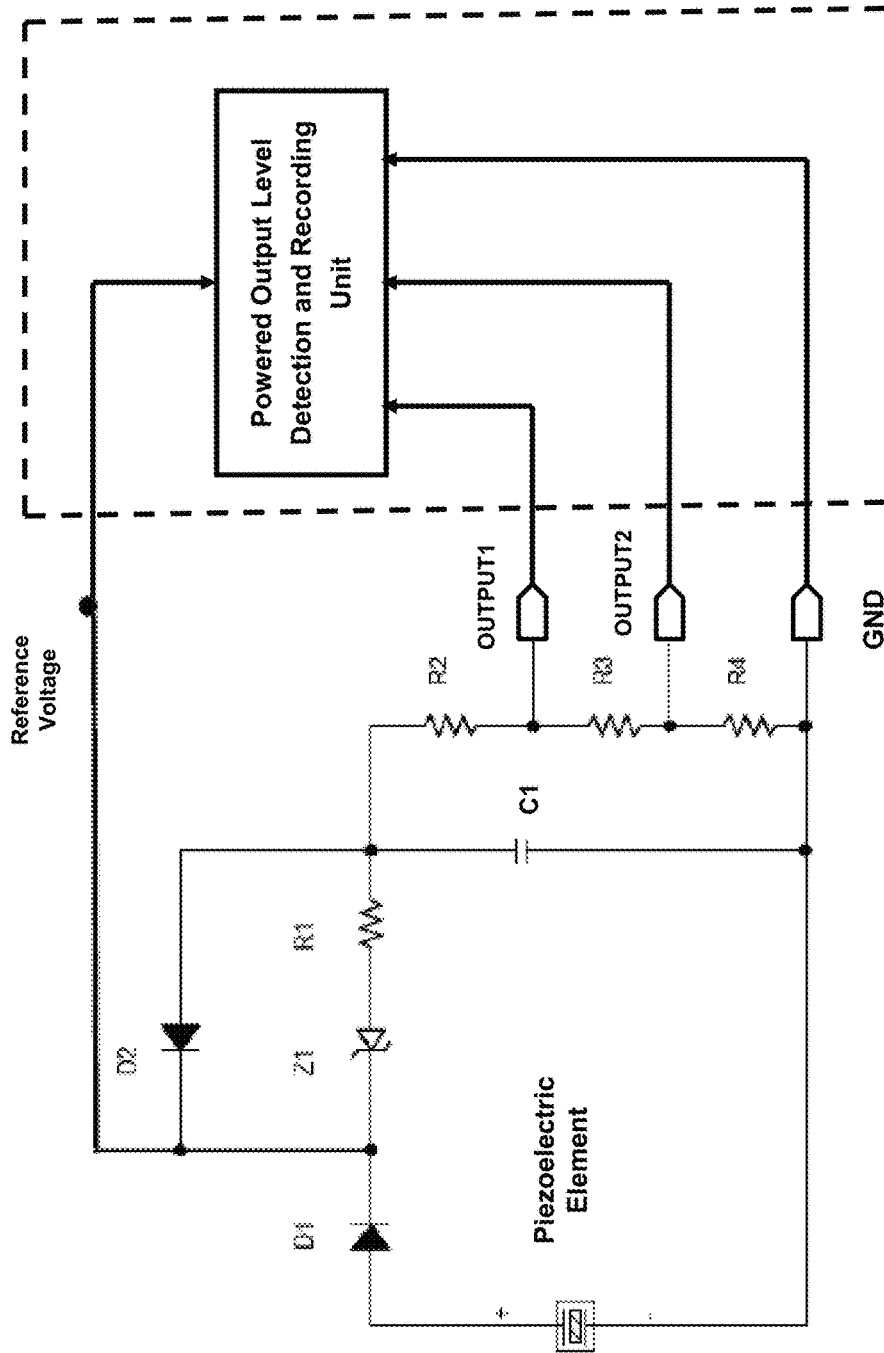 Reference
Voltage
Powered Output Level
Detection and Recording
Unit
D2
Z1
R1
C1
R2
R3
R4
OUTPUT1
OUTPUT2
GND
D1
Piezoelectric
Element
+
-